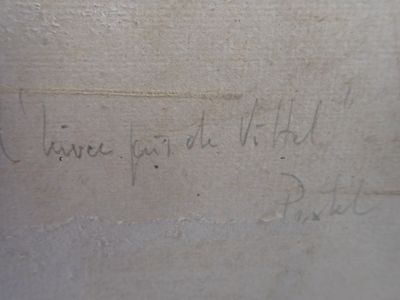 "hiver près de Vittel"
Pastel